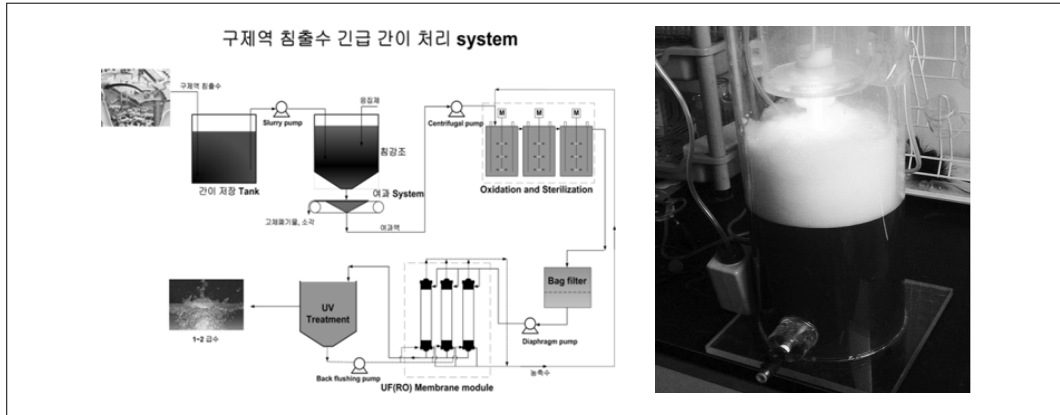 구제역 침출수 긴급 간이 처리 system
구제역 침출수
Slurry pump
응집제
침강조
간이 저장 Tank
여과 System
고체폐기물, 소각
여과액
Centrifugal pump
M
M
M
Oxidation and Sterilization
Bag filter
Diaphragm pump
농축수
UF(RO) Membrane module
Back flushing pump
UV
Treatment
1~2 급수